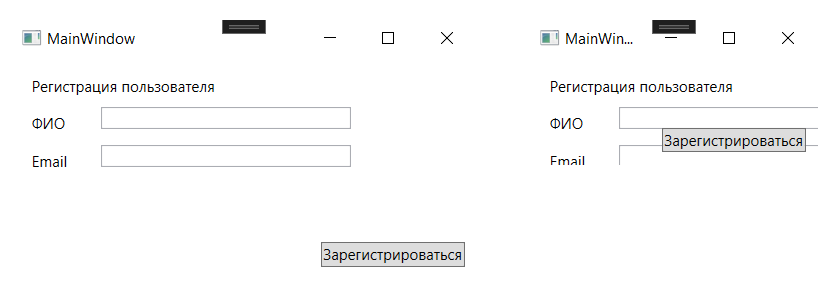 MainWindow
Регистрация пользователя
ФИО
Email
Зарегистрироваться
MainWin...
Регистрация пользователя
ФИО
Зарегистрироваться
Email